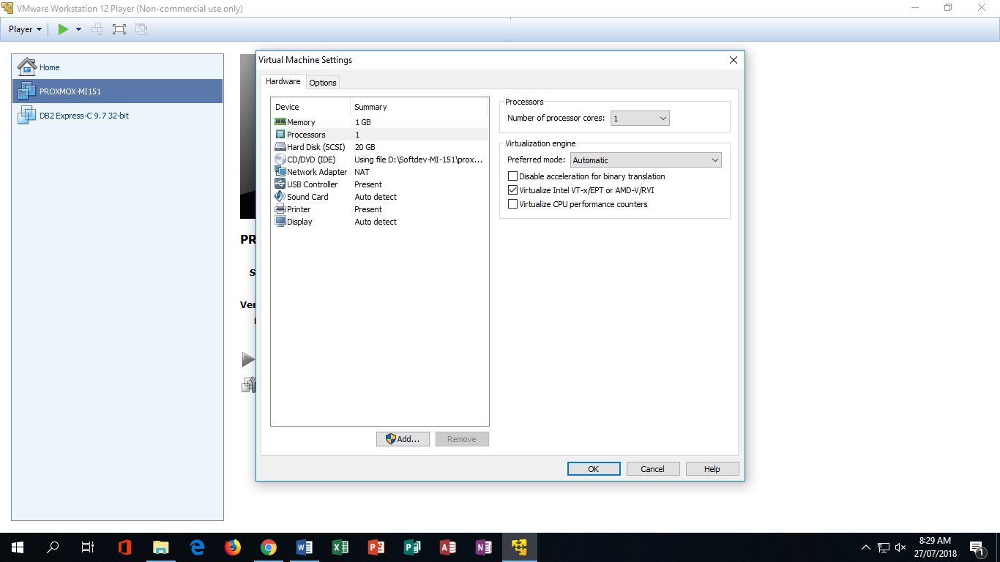 VMware Workstation 12 Player (Non-commercial use only)
Player
Home
PROXMOX-MI151
DB2 Express-C 9.7 32-bit
PR
S
Ver
Virtual Machine Settings
Hardware Options
Device Summary
Memory 1 GB
Processors 1
Hard Disk (SCSI) 20 GB
CD/DVD (IDE) Using file D:\Softdev-MI-151\prox...
Network Adapter NAT
USB Controller Present
Sound Card Auto detect
Printer Present
Display Auto detect
Add... Remove
Processors
Number of processor cores: 1
Virtualization engine
Preferred mode: Automatic
Disable acceleration for binary translation
Virtualize Intel VT-x/EPT or AMD-V/RVI
Virtualize CPU performance counters
OK Cancel Help
8:29 AM
27/07/2018
1